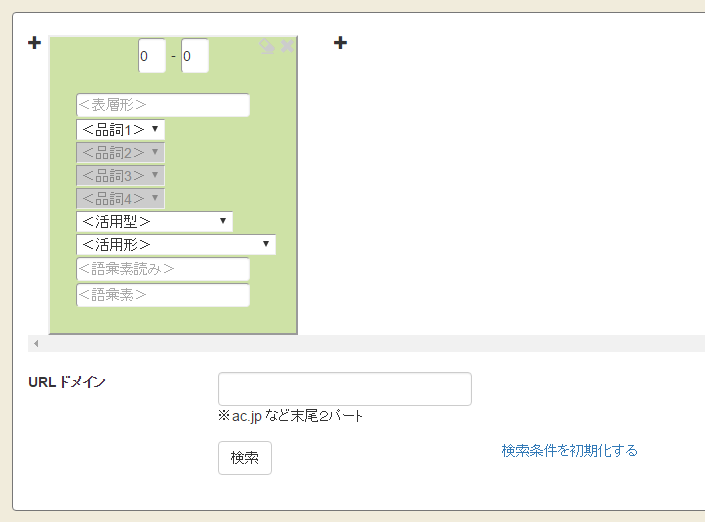 0 - 0
<表層形>
<品詞1>
<品詞2>
<品詞3>
<品詞4>
<活用型>
<活用形>
<語彙素読み>
<語彙素>
URLドメイン
※ac.jp など末尾2パート
検索 検索条件を初期化する